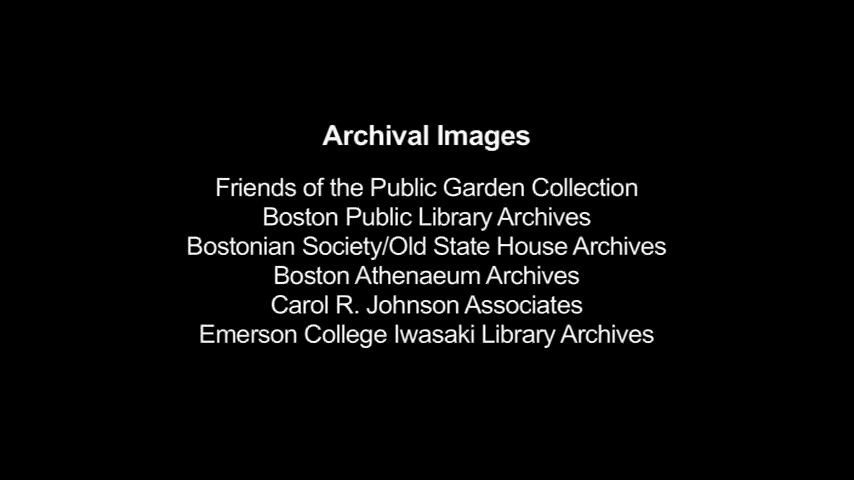 Archival Images
Friends of the Public Garden Collection
Boston Public Library Archives
Bostonian Society/Old State House Archives
Boston Athenaeum Archives
Carol R. Johnson Associates
Emerson College Iwasaki Library Archives